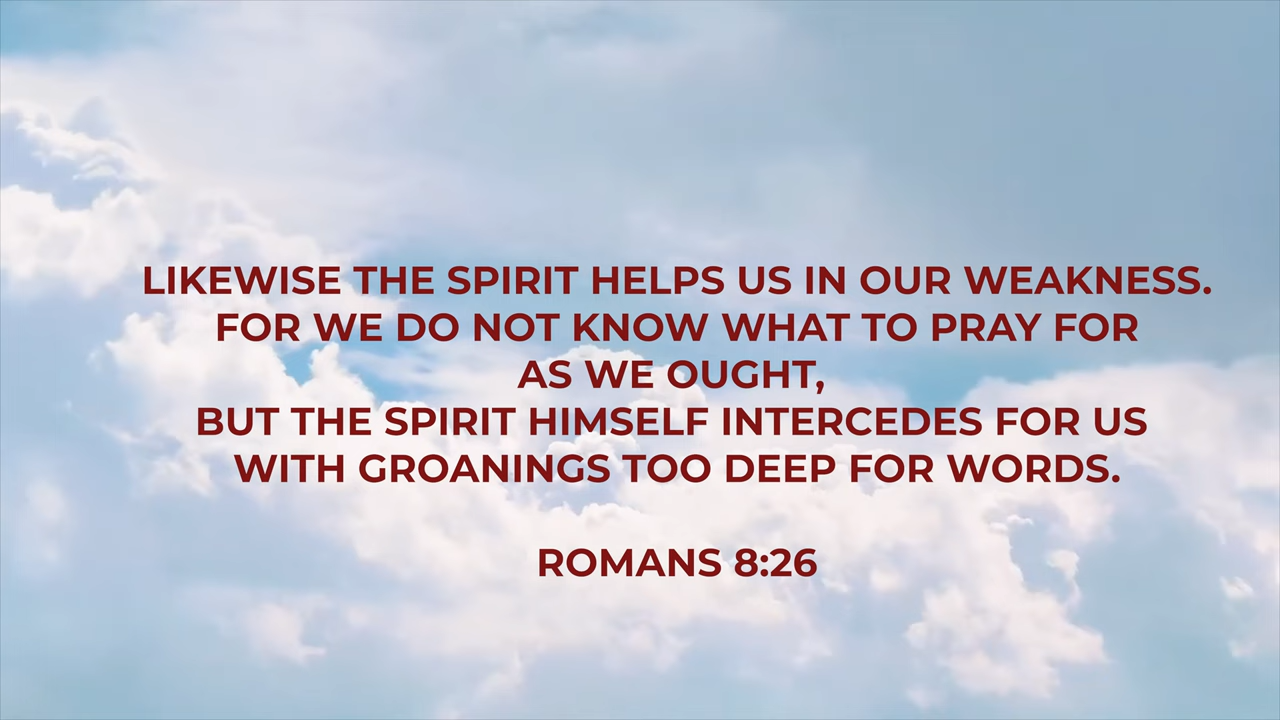 LIKEWISE THE SPIRIT HELPS US IN OUR WEAKNESS.
FOR WE DO NOT KNOW WHAT TO PRAY FOR
AS WE OUGHT,
BUT THE SPIRIT HIMSELF INTERCEDES FOR US
WITH GROANINGS TOO DEEP FOR WORDS.
ROMANS 8:26